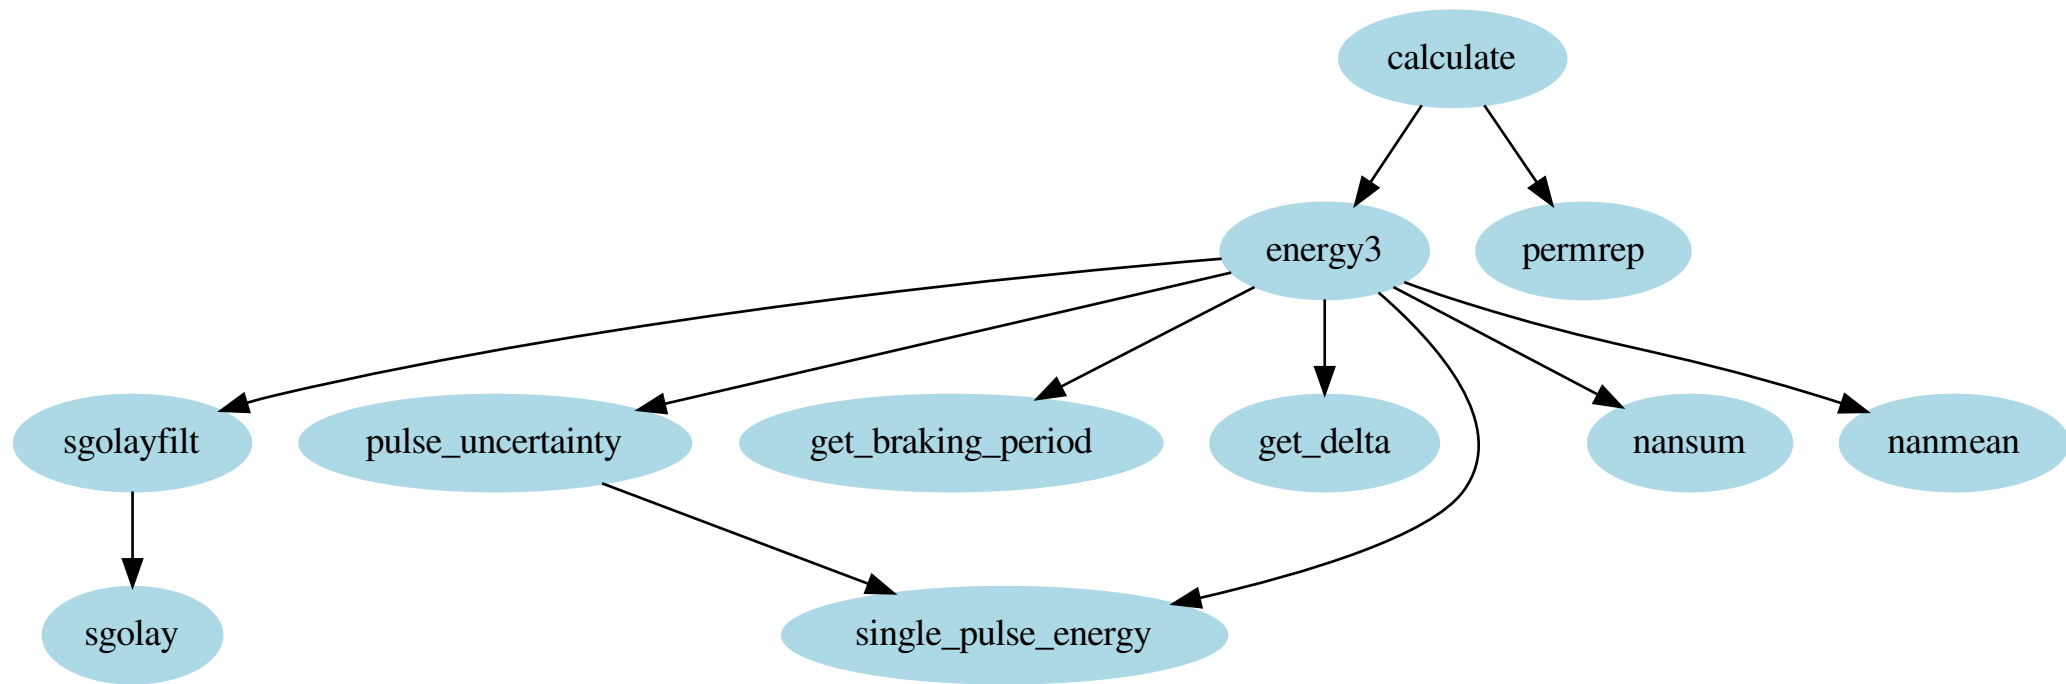 calculate
energy3
permrep
sgolayfilt
pulse_uncertainty
get_braking_period
get_delta
nansum
nanmean
sgolay
single_pulse_energy